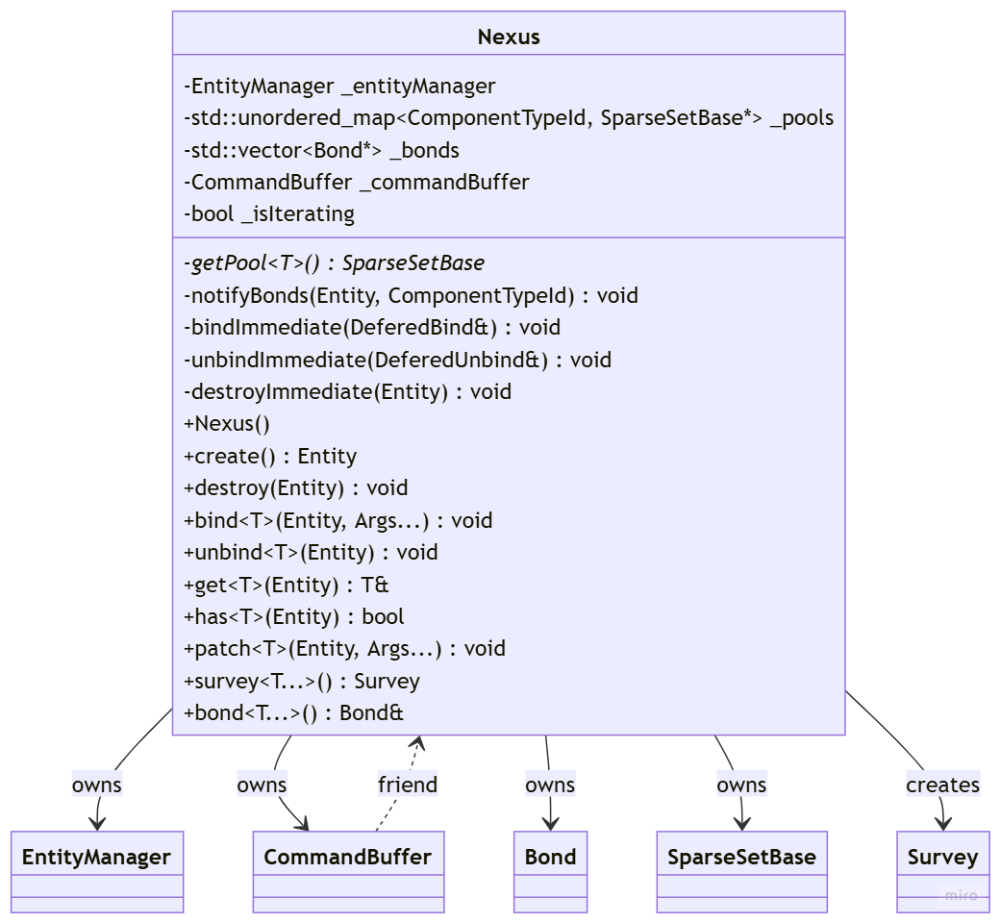 Nexus
-EntityManager _entityManager
-std::unordered_map<ComponentTypeId, SparseSetBase*> _pools
-std::vector<Bond*> _bonds
-CommandBuffer _commandBuffer
-bool _isIterating
-getPool<T>() : SparseSetBase
-notifyBonds(Entity, ComponentTypeId) : void
-bindImmediate(DeferedBind&) : void
-unbindImmediate(DeferedUnbind&) : void
-destroyImmediate(Entity) : void
+Nexus()
+create() : Entity
+destroy(Entity) : void
+bind<T>(Entity, Args...) : void
+unbind<T>(Entity) : void
+get<T>(Entity) : T&
+has<T>(Entity) : bool
+patch<T>(Entity, Args...) : void
+survey<T...>() : Survey
+bond<T...>() : Bond&
owns owns friend owns owns creates
EntityManager CommandBuffer Bond SparseSetBase Survey
miro